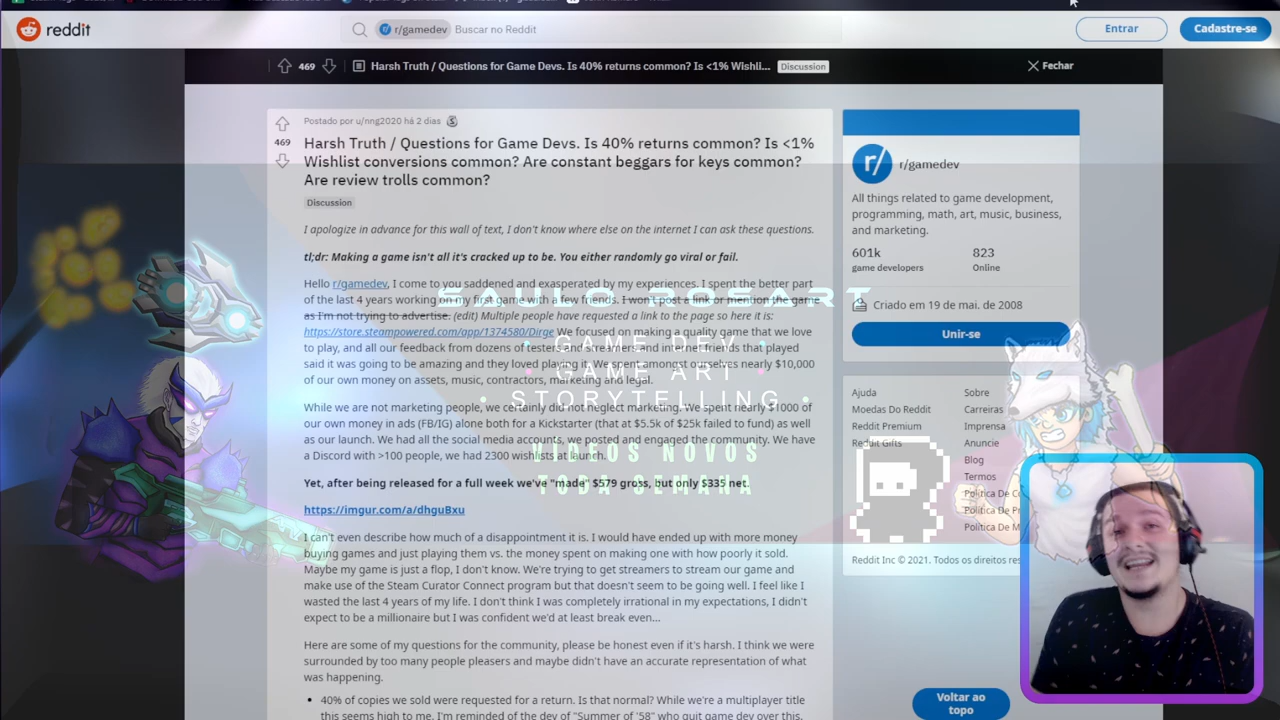 reddit
r/gamedev
Buscar no Reddit
Entrar
Cadastre-se
469
Harsh Truth / Questions for Game Devs. Is 40% returns common? Is <1% Wishli...
Discussion
Fechar
Postado por u/nng2020 há 2 dias
469
Harsh Truth / Questions for Game Devs. Is 40% returns common? Is <1%
Wishlist conversions common? Are constant beggars for keys common?
Are review trolls common?
Discussion
I apologize in advance for this wall of text, I don't know where else on the internet I can ask these questions.
tl;dr: Making a game isn't all it's cracked up to be. You either randomly go viral or fail.
Hello r/gamedev, I come to you saddened and exasperated by my experiences. I spent the better part
of the last 4 years working on my first game with a few friends. I won't post a link or mention the game
as I'm not trying to advertise. (edit) Multiple people have requested a link to the page so here it is:
https://store.steampowered.com/app/1374580/Dirge We focused on making a quality game that we love
to play, and all our feedback from dozens of testers and streamers and internet friends that played
said it was going to be amazing and they loved playing it. We spent amongst ourselves nearly $10,000
of our own money on assets, music, contractors, marketing and legal.
While we are not marketing people, we certainly did not neglect marketing. We spent nearly $1000 of
our own money in ads (FB/IG) alone both for a Kickstarter (that at $5.5k of $25k failed to fund) as well
as our launch. We had all the social media accounts, we posted and engaged the community. We have
a Discord with >100 people, we had 2300 wishlists at launch.
Yet, after being released for a full week we've "made" $579 gross, but only $335 net.
https://imgur.com/a/dhguBxu
I can't even describe how much of a disappointment it is. I would have ended up with more money
buying games and just playing them vs. the money spent on making one with how poorly it sold.
Maybe my game is just a flop, I don't know. We're trying to get streamers to stream our game and
make use of the Steam Curator Connect program but that doesn't seem to be going well. I feel like I
wasted the last 4 years of my life. I don't think I was completely irrational in my expectations, I didn't
expect to be a millionaire but I was confident we'd at least break even...
Here are some of my questions for the community, please be honest even if it's harsh. I think we were
surrounded by too many people pleasers and maybe didn't have an accurate representation of what
was happening.
• 40% of copies we sold were requested for a return. Is that normal? While we're a multiplayer title
this seems high to me. I'm reminded of the dev of "Summer of '58" who quit game dev over this.
r/gamedev
All things related to game development,
programming, math, art, music, business,
and marketing.
601k
823
game developers
Online
Criado em 19 de mai. de 2008
Unir-se
Ajuda
Sobre
Moedas Do Reddit
Carreiras
Reddit Premium
Imprensa
Reddit Gifts
Anuncie
Blog
Termos
Política De
Política De
Política De
Reddit Inc © 2021. Todos os direitos
Voltar ao
topo
• GAME DEV •
• GAME ART •
• STORYTELLING •
VIDEOS NOVOS
TODA SEMANA